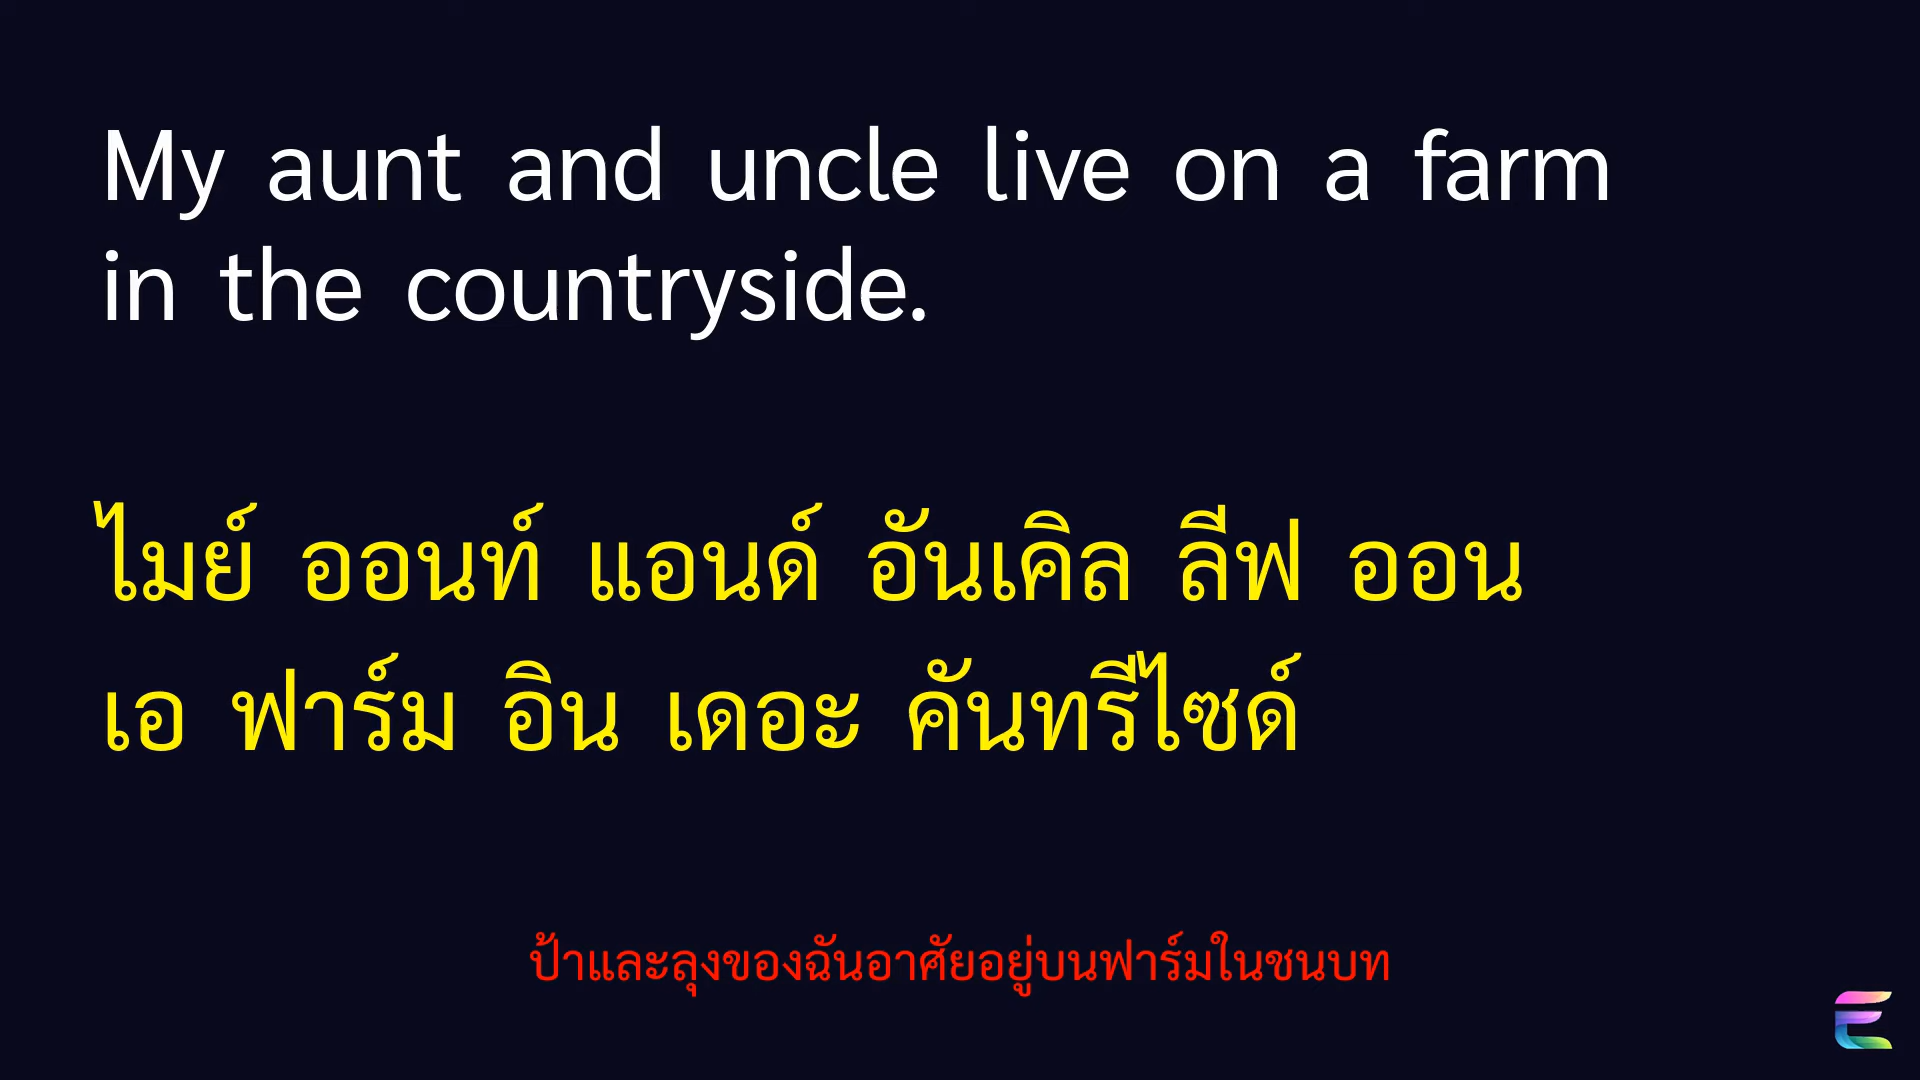 My aunt and uncle live on a farm
in the countryside.
ไมย์ ออนท์ แอนด์ อันเคิล ลีฟ ออน
เอ ฟาร์ม อิน เดอะ คันทรีไซด์
ป้าและลุงของฉันอาศัยอยู่บนฟาร์มในชนบท